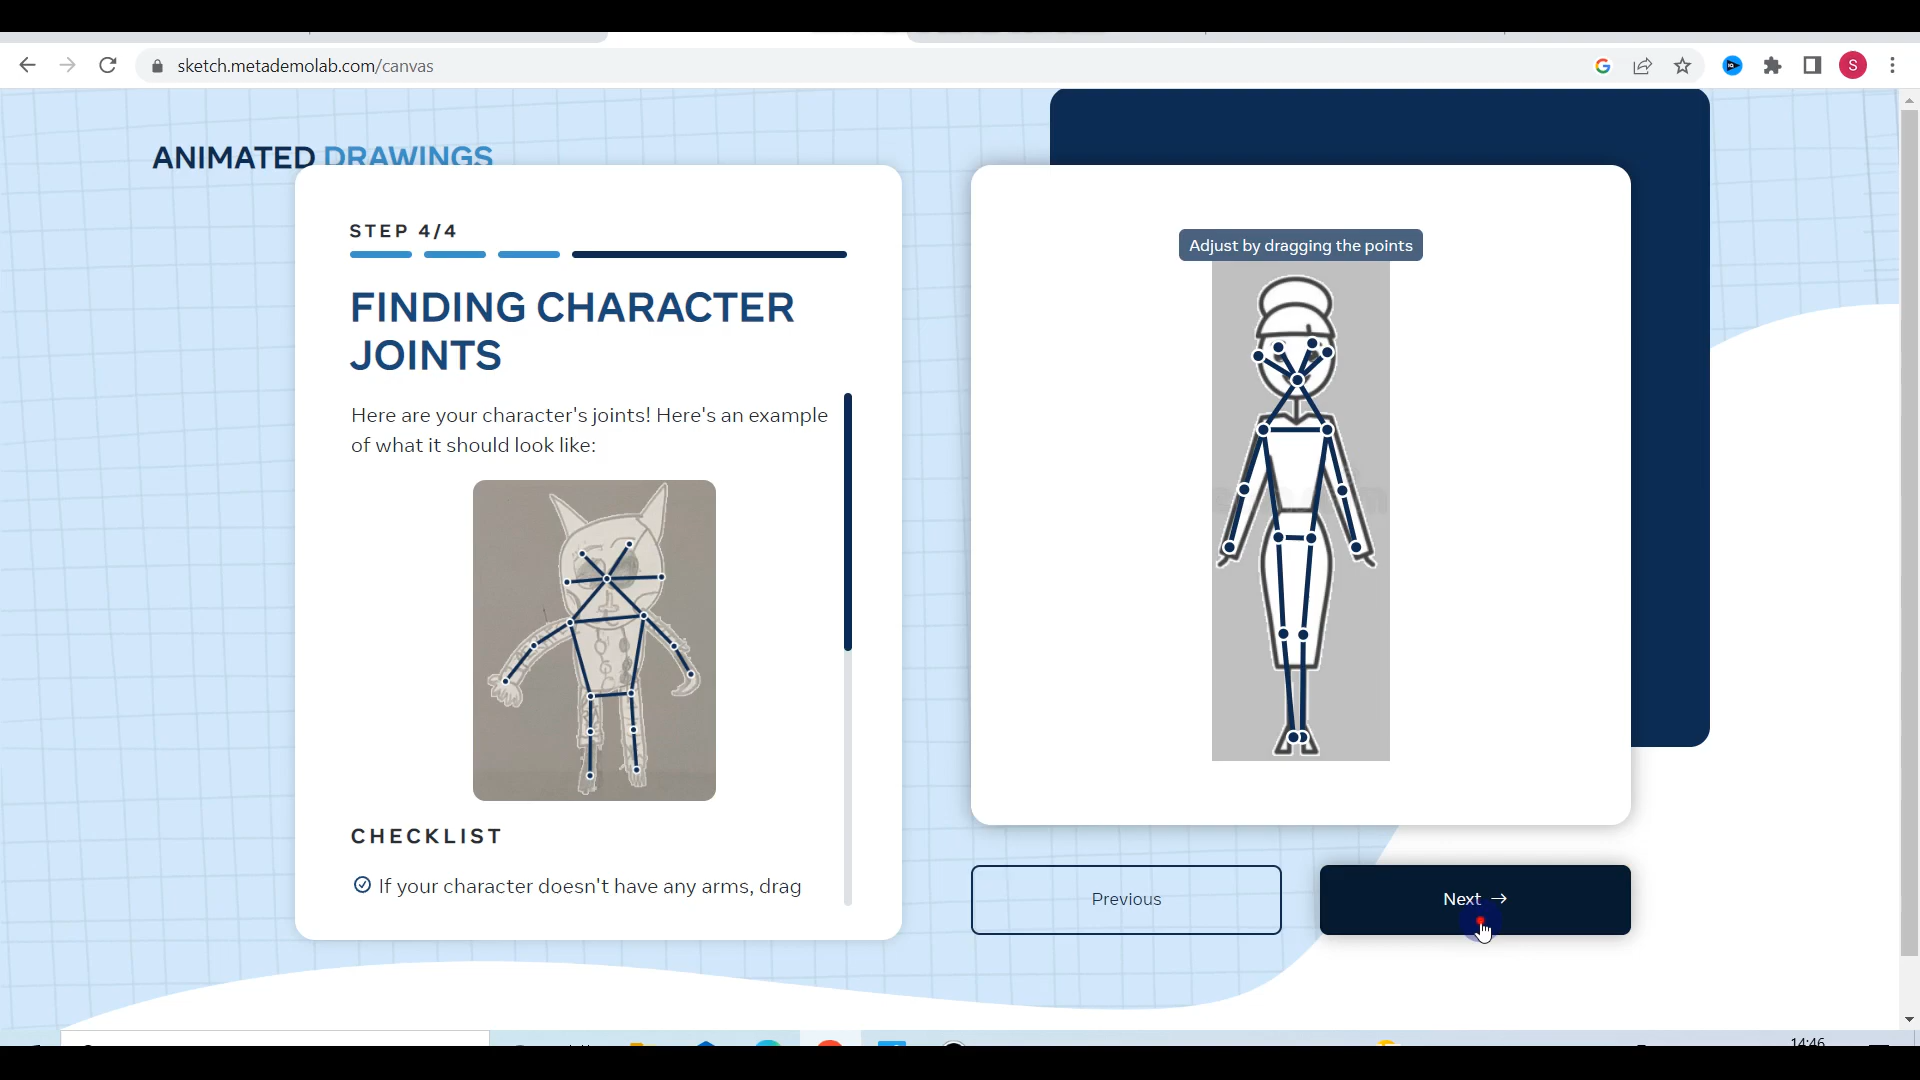 sketch.metademolab.com/canvas
S
ANIMATED DRAWINGS
STEP 4/4
FINDING CHARACTER
JOINTS
Here are your character's joints! Here's an example
of what it should look like:
CHECKLIST
If your character doesn't have any arms, drag
Adjust by dragging the points
Previous
Next →
14:46